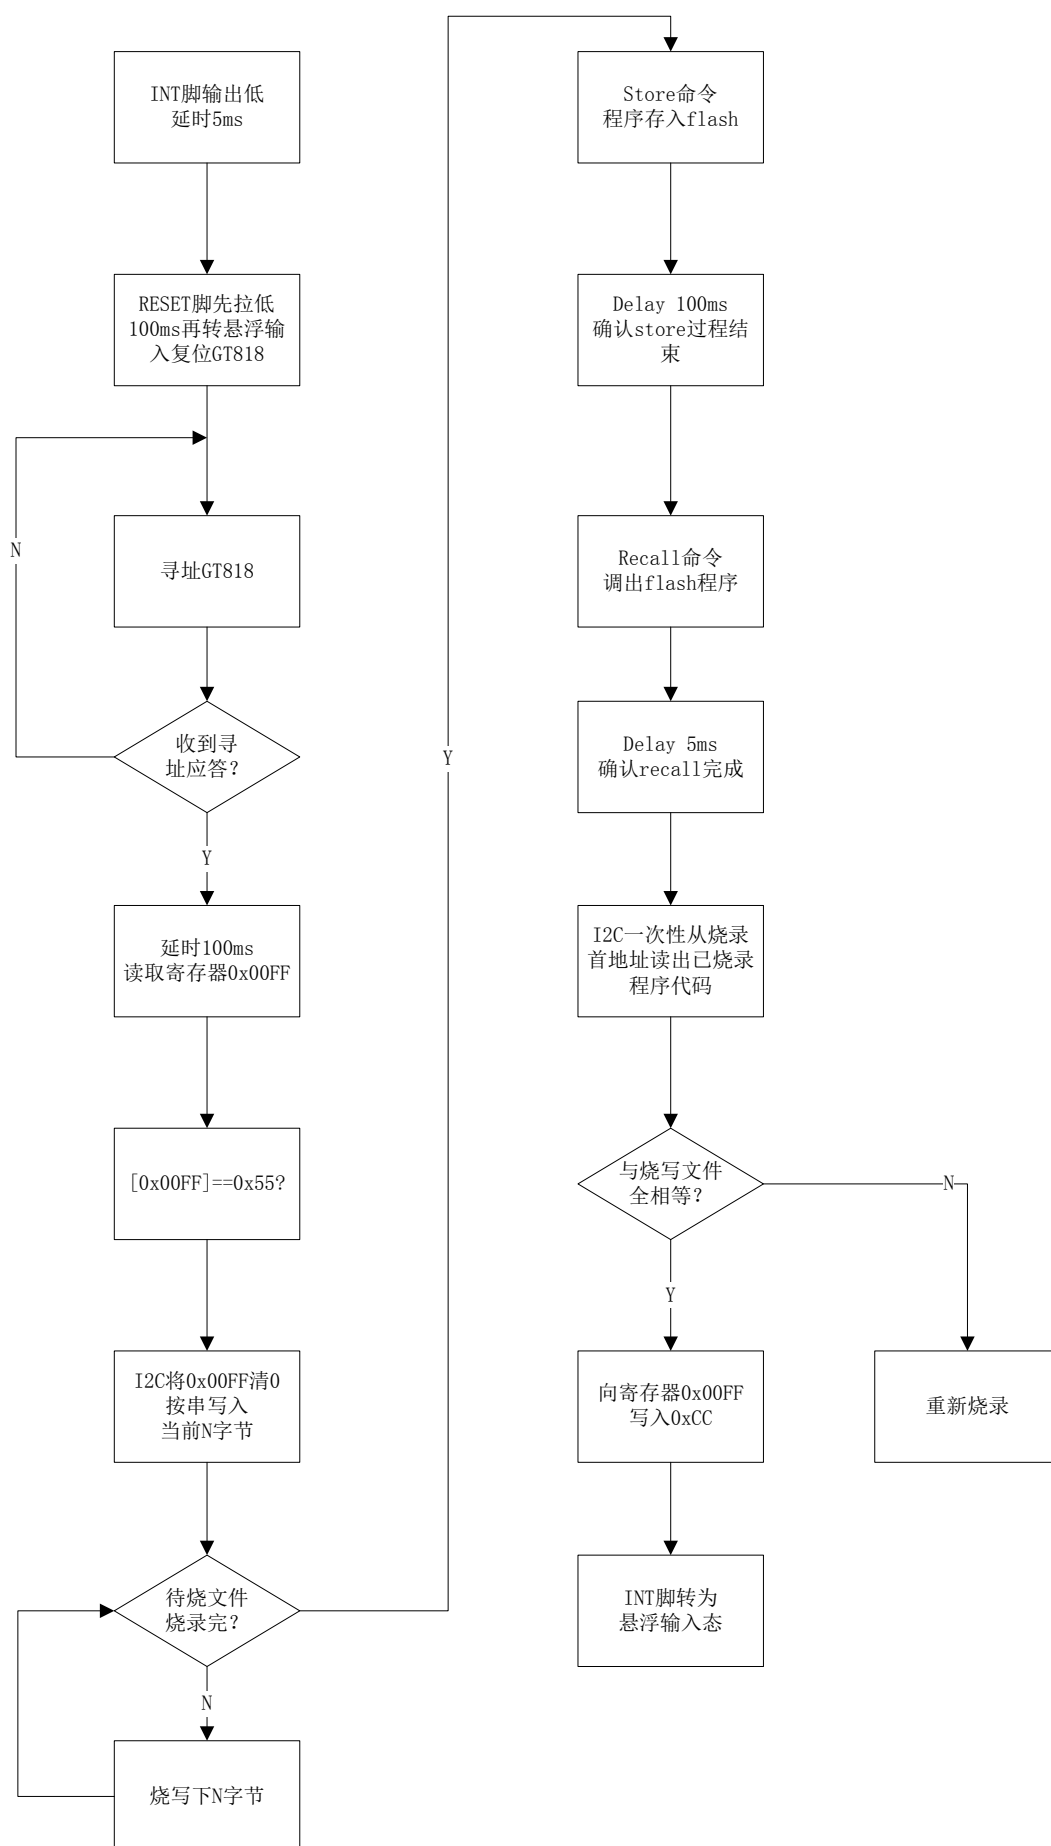 INT脚输出低
延时5ms
RESET脚先拉低
100ms再转悬浮输
入复位GT818
N
寻址GT818
收到寻
址应答?
Y
延时100ms
读取寄存器0x00FF
[0x00FF]==0x55?
I2C将0x00FF清0
按串写入
当前N字节
待烧文件
烧录完?
N
烧写下N字节
Y
Store命令
程序存入flash
Delay 100ms
确认store过程结
束
Recall命令
调出flash程序
Delay 5ms
确认recall完成
I2C一次性从烧录
首地址读出已烧录
程序代码
与烧写文件
全相等?
N
Y
向寄存器0x00FF
写入0xCC
重新烧录
INT脚转为
悬浮输入态